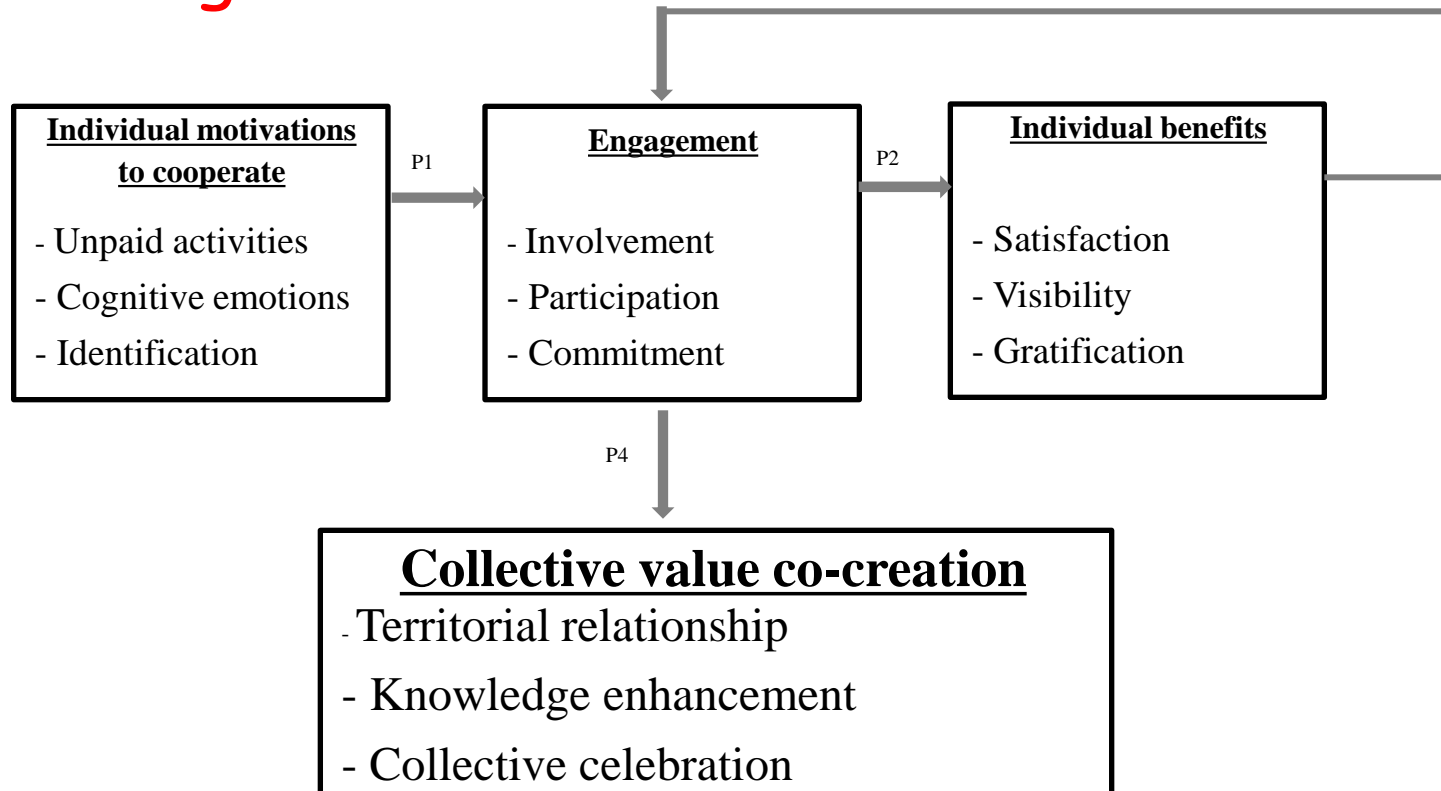 Individual motivations
to cooperate
- Unpaid activities
- Cognitive emotions
- Identification
P1
Engagement
- Involvement
- Participation
- Commitment
P2
Individual benefits
- Satisfaction
- Visibility
- Gratification
P4
Collective value co-creation
- Territorial relationship
- Knowledge enhancement
- Collective celebration